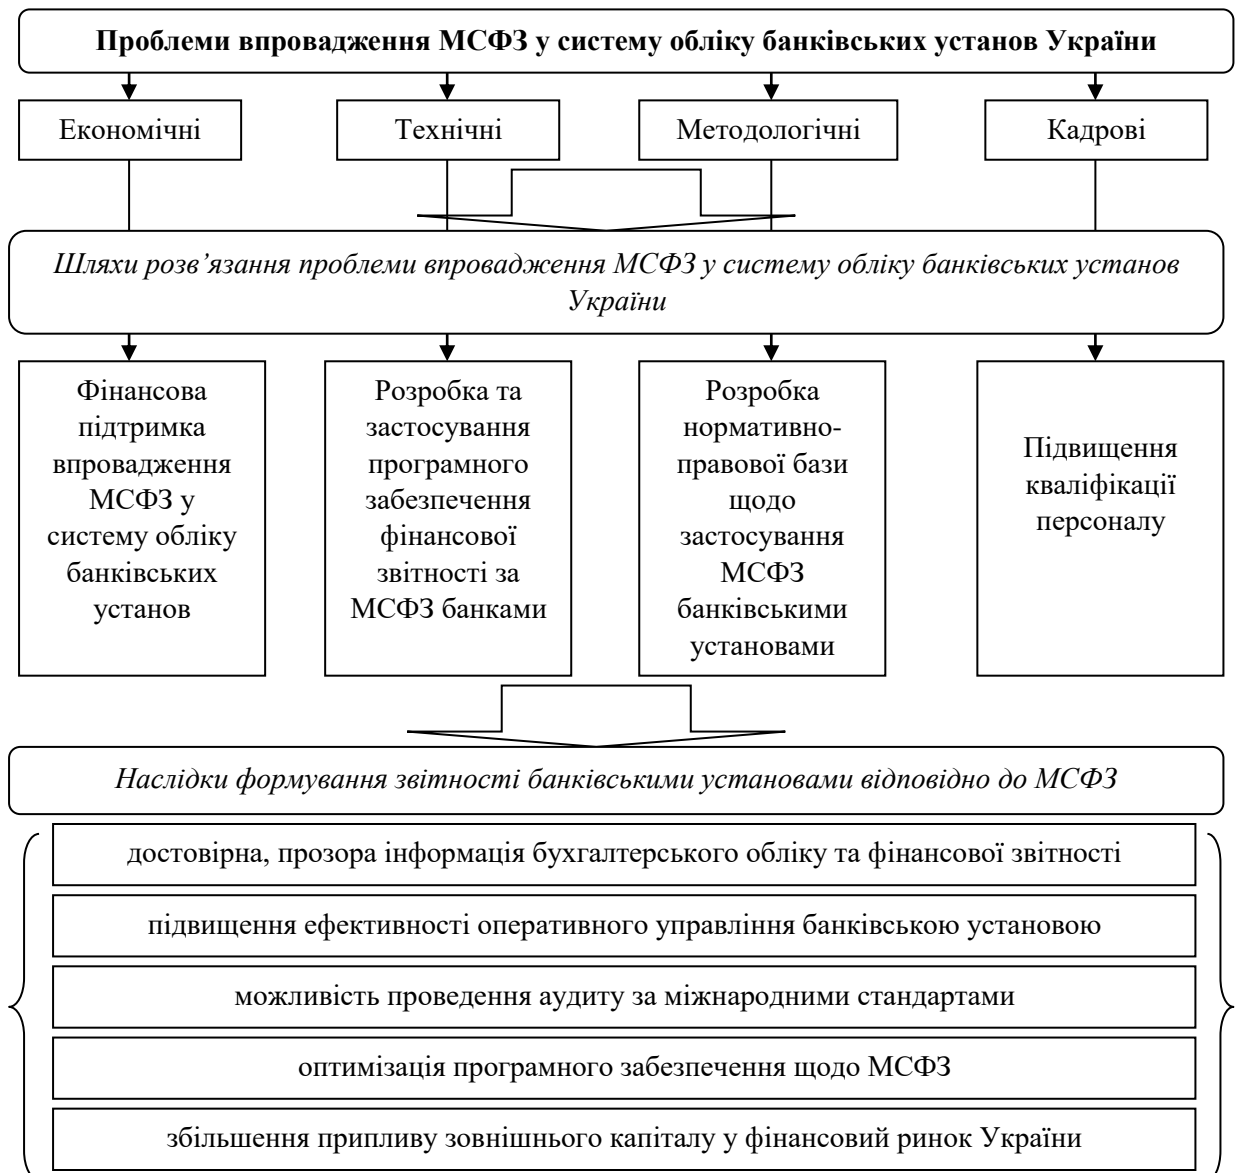 Проблеми впровадження МСФЗ у систему обліку банківських установ України
Економічні
Технічні
Методологічні
Кадрові
Шляхи розв’язання проблеми впровадження МСФЗ у систему обліку банківських установ
України
Фінансова
підтримка
впровадження
МСФЗ у
систему обліку
банківських
установ
Розробка та
застосування
програмного
забезпечення
фінансової
звітності за
МСФЗ банками
Розробка
нормативно-
правової бази
щодо
застосування
МСФЗ
банківськими
установами
Підвищення
кваліфікації
персоналу
Наслідки формування звітності банківськими установами відповідно до МСФЗ
достовірна, прозора інформація бухгалтерського обліку та фінансової звітності
підвищення ефективності оперативного управління банківською установою
можливість проведення аудиту за міжнародними стандартами
оптимізація програмного забезпечення щодо МСФЗ
збільшення припливу зовнішнього капіталу у фінансовий ринок України